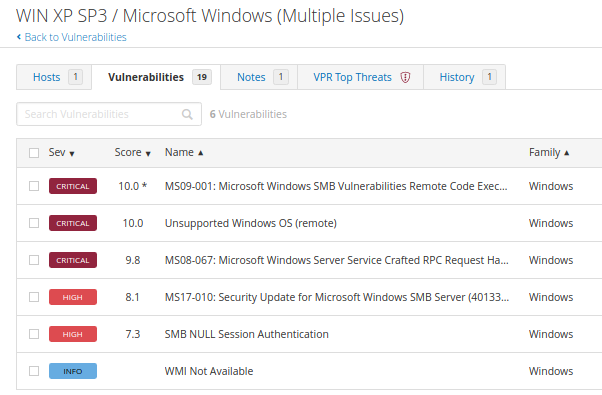 WIN XP SP3 / Microsoft Windows (Multiple Issues)
Back to Vulnerabilities
Hosts 1 Vulnerabilities 19 Notes 1 VPR Top Threats History 1
Search Vulnerabilities 6 Vulnerabilities
Sev Score Name Family
CRITICAL 10.0 * MS09-001: Microsoft Windows SMB Vulnerabilities Remote Code Exec... Windows
CRITICAL 10.0 Unsupported Windows OS (remote) Windows
CRITICAL 9.8 MS08-067: Microsoft Windows Server Service Crafted RPC Request Ha... Windows
HIGH 8.1 MS17-010: Security Update for Microsoft Windows SMB Server (40133... Windows
HIGH 7.3 SMB NULL Session Authentication Windows
INFO WMI Not Available Windows